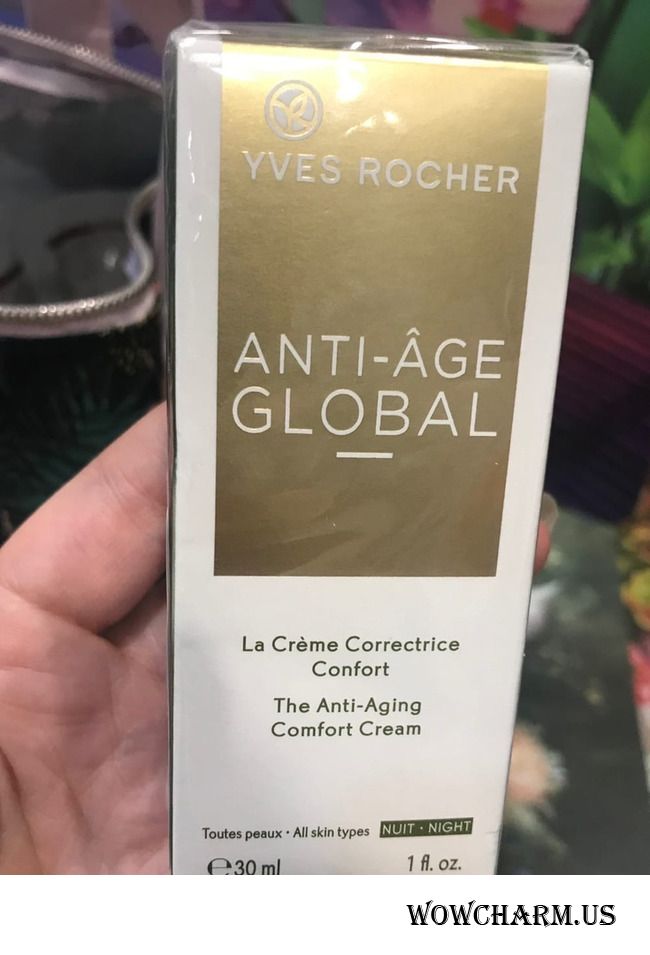 YVES ROCHER
ANTI-ÂGE
GLOBAL
La Crème Correctrice
Confort
The Anti-Aging
Comfort Cream
Toutes peaux • All skin types NUIT • NIGHT
℮30 ml 1 fl. oz.
WOWCHARM.US